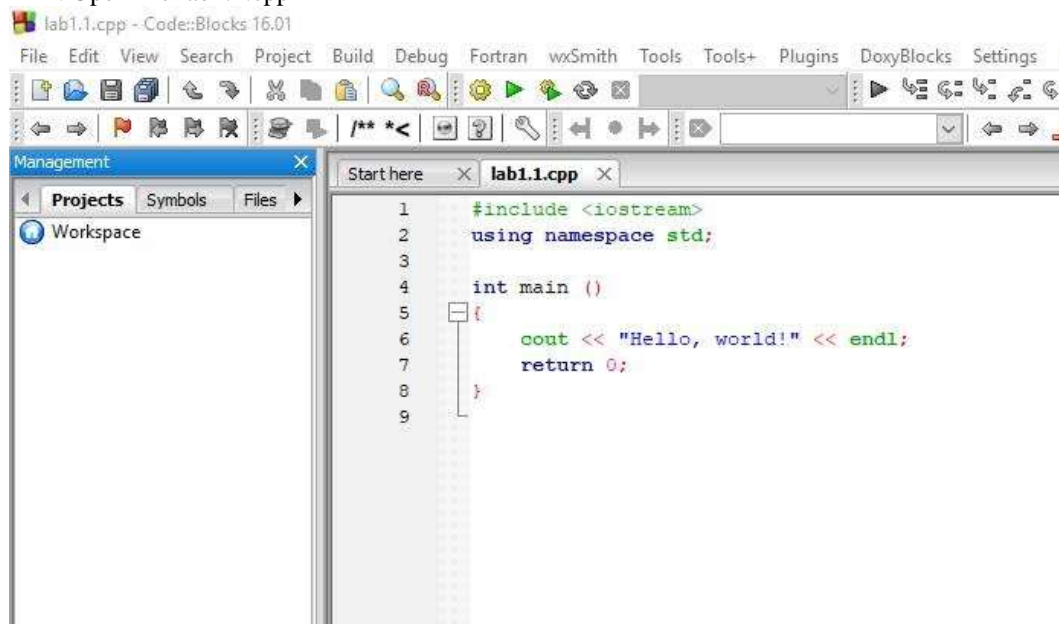 lab1.1.cpp - Code::Blocks 16.01
File Edit View Search Project Build Debug Fortran wxSmith Tools Tools+ Plugins DoxyBlocks Settings
/** *<
Management
Start here lab1.1.cpp
Projects Symbols Files
Workspace
1 #include <iostream>
2 using namespace std;
3
4 int main ()
5 {
6 cout << "Hello, world!" << endl;
7 return 0;
8 }
9